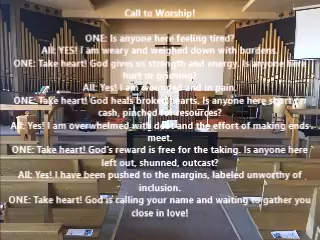 Call to Worship!
ONE: Is anyone here feeling tired?
All: YES! I am weary and weighed down with burdens.
ONE: Take heart! God gives us strength and energy. Is anyone here
hurt or grieving?
All: Yes! I am wounded and in pain.
ONE: Take heart! God heals broken hearts. Is anyone here short on
cash, pinched for resources?
All: Yes! I am overwhelmed with debt and the effort of making ends
meet.
ONE: Take heart! God's reward is free for the taking. Is anyone here
left out, shunned, outcast?
All: Yes! I have been pushed to the margins, labeled unworthy of
inclusion.
ONE: Take heart! God is calling your name and waiting to gather you
close in love!